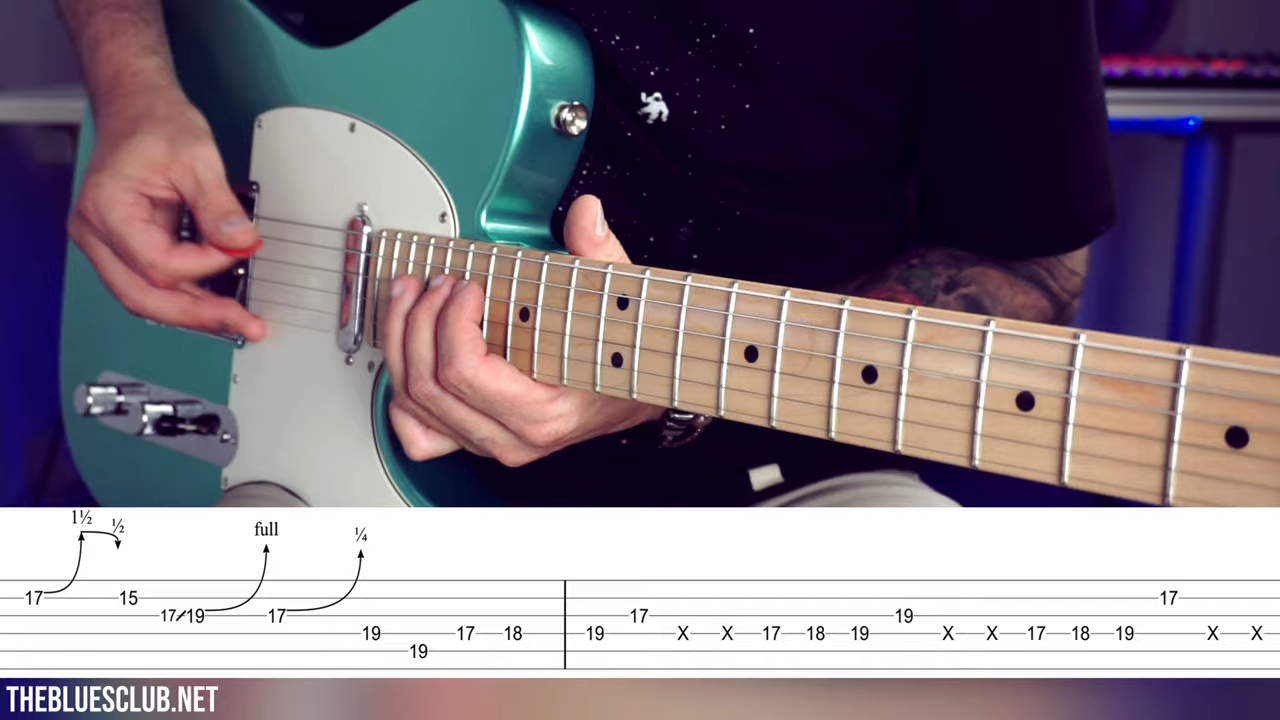 1½ ½ full ¼
17 15 17 17
17/19 17 17 19
19 17 18 19 X X 17 18 19 X X 17 18 19 X X
19
THEBLUESCLUB.NET